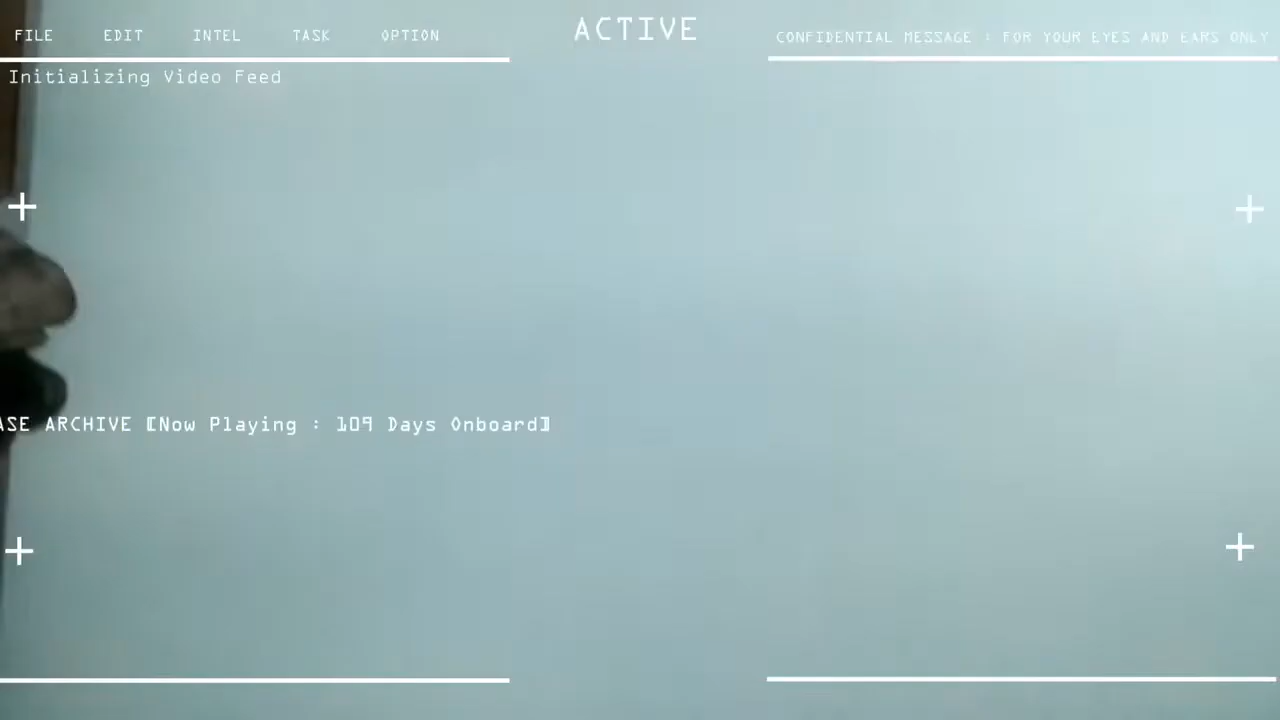 FILE EDIT INTEL TASK OPTION
ACTIVE
CONFIDENTIAL MESSAGE : FOR YOUR EYES AND EARS ONLY
Initializing Video Feed
ASE ARCHIVE [Now Playing : 109 Days Onboard]